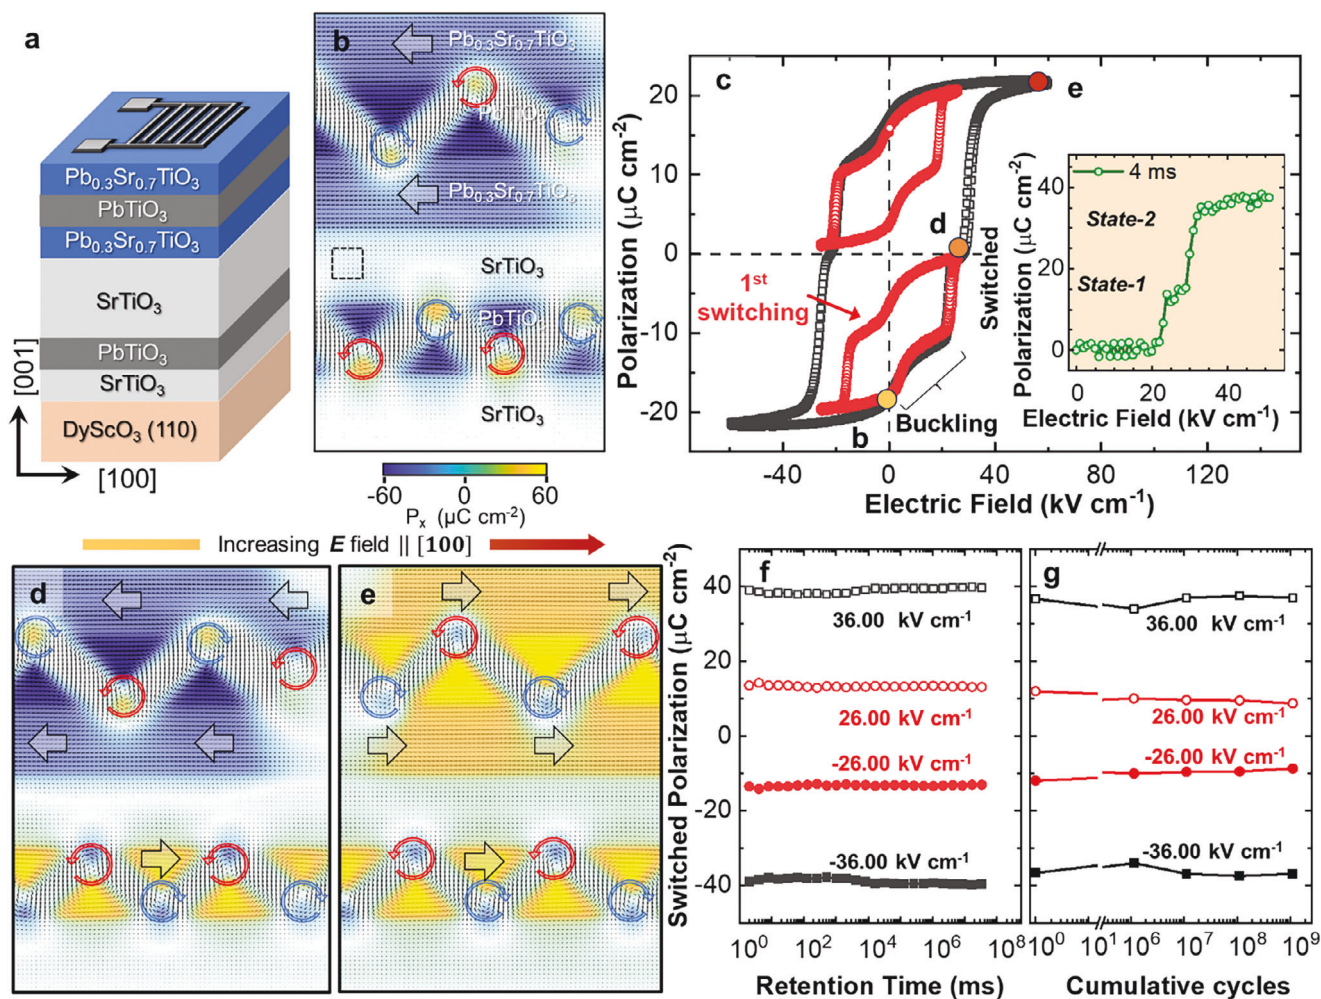 a
Pb0.3Sr0.7TiO3
PbTiO3
Pb0.3Sr0.7TiO3
SrTiO3
PbTiO3
SrTiO3
DyScO3 (110)
[001]
[100]
b
Pb0.3Sr0.7TiO3
PbTiO3
Pb0.3Sr0.7TiO3
SrTiO3
PbTiO3
SrTiO3
-60 0 60
Px (μC cm-2)
c
20
10
0
-10
-20
Polarization (μC cm-2)
-40 0 40 80 120 160
Electric Field (kV cm-1)
1st
switching
d
b
Buckling
e
4 ms
State-2
State-1
40
20
0
Switched
Polarization (μC cm-2)
0 20 40
Electric Field (kV cm-1)
Increasing E field || [100]
d
e
Switched Polarization (μC cm-2)
40
20
0
-20
-40
f
36.00 kV cm-1
26.00 kV cm-1
-26.00 kV cm-1
-36.00 kV cm-1
10^0 10^2 10^4 10^6 10^8
Retention Time (ms)
g
36.00 kV cm-1
26.00 kV cm-1
-26.00 kV cm-1
-36.00 kV cm-1
10^0 10^1 10^6 10^7 10^8 10^9
Cumulative cycles